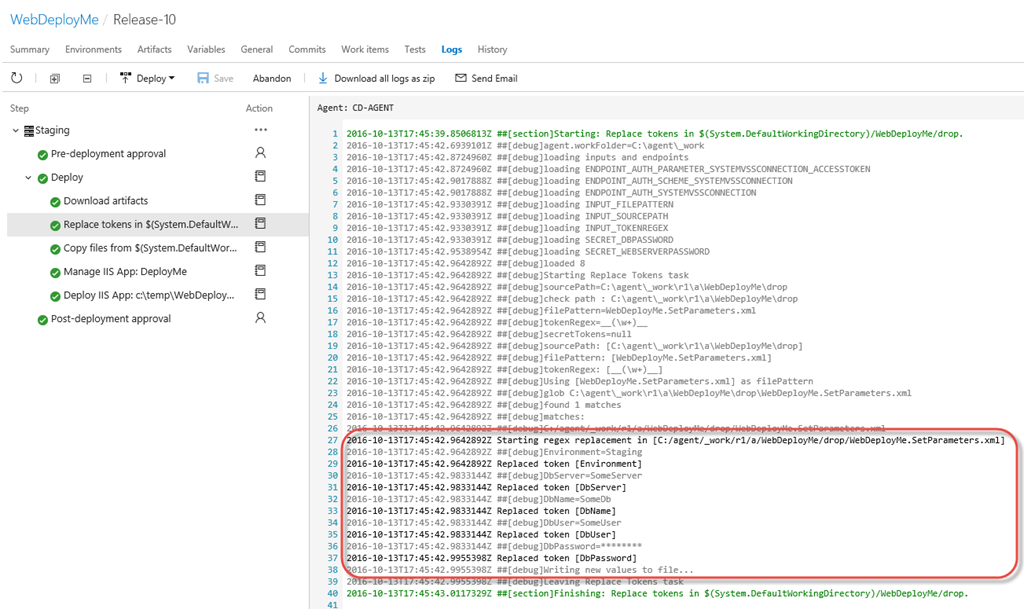 WebDeployMe / Release-10
Summary Environments Artifacts Variables General Commits Work items Tests Logs History
Deploy Save Abandon Download all logs as zip Send Email
Step Action
Staging ...
Pre-deployment approval
Deploy
Download artifacts
Replace tokens in $(System.DefaultW...
Copy files from $(System.DefaultWor...
Manage IIS App: DeployMe
Deploy IIS App: c:\temp\WebDeploy...
Post-deployment approval
Agent: CD-AGENT
1 2016-10-13T17:45:39.8506813Z ##[section]Starting: Replace tokens in $(System.DefaultWorkingDirectory)/WebDeployMe/drop.
2 2016-10-13T17:45:42.6939101Z ##[debug]agent.workFolder=C:\agent\_work
3 2016-10-13T17:45:42.8724960Z ##[debug]loading inputs and endpoints
4 2016-10-13T17:45:42.8724960Z ##[debug]loading ENDPOINT_AUTH_PARAMETER_SYSTEMVSSCONNECTION_ACCESSTOKEN
5 2016-10-13T17:45:42.9017888Z ##[debug]loading ENDPOINT_AUTH_SCHEME_SYSTEMVSSCONNECTION
6 2016-10-13T17:45:42.9017888Z ##[debug]loading ENDPOINT_AUTH_SYSTEMVSSCONNECTION
7 2016-10-13T17:45:42.9330391Z ##[debug]loading INPUT_FILEPATTERN
8 2016-10-13T17:45:42.9330391Z ##[debug]loading INPUT_SOURCEPATH
9 2016-10-13T17:45:42.9330391Z ##[debug]loading INPUT_TOKENREGEX
10 2016-10-13T17:45:42.9330391Z ##[debug]loading SECRET_DBPASSWORD
11 2016-10-13T17:45:42.9538954Z ##[debug]loading SECRET_WEBSERVERPASSWORD
12 2016-10-13T17:45:42.9642892Z ##[debug]loaded 8
13 2016-10-13T17:45:42.9642892Z ##[debug]Starting Replace Tokens task
14 2016-10-13T17:45:42.9642892Z ##[debug]sourcePath=C:\agent\_work\r1\a\WebDeployMe\drop
15 2016-10-13T17:45:42.9642892Z ##[debug]check path : C:\agent\_work\r1\a\WebDeployMe\drop
16 2016-10-13T17:45:42.9642892Z ##[debug]filePattern=WebDeployMe.SetParameters.xml
17 2016-10-13T17:45:42.9642892Z ##[debug]tokenRegex=__(\w+)__
18 2016-10-13T17:45:42.9642892Z ##[debug]secretTokens=null
19 2016-10-13T17:45:42.9642892Z ##[debug]sourcePath: [C:\agent\_work\r1\a\WebDeployMe\drop]
20 2016-10-13T17:45:42.9642892Z ##[debug]filePattern: [WebDeployMe.SetParameters.xml]
21 2016-10-13T17:45:42.9642892Z ##[debug]tokenRegex: [__(\w+)__]
22 2016-10-13T17:45:42.9642892Z ##[debug]Using [WebDeployMe.SetParameters.xml] as filePattern
23 2016-10-13T17:45:42.9642892Z ##[debug]glob C:\agent\_work\r1\a\WebDeployMe\drop\WebDeployMe.SetParameters.xml
24 2016-10-13T17:45:42.9642892Z ##[debug]found 1 matches
25 2016-10-13T17:45:42.9642892Z ##[debug]matches:
26 2016-10-13T17:45:42.9642892Z ##[debug]C:/agent/_work/r1/a/WebDeployMe/drop/WebDeployMe.SetParameters.xml
27 2016-10-13T17:45:42.9642892Z Starting regex replacement in [C:/agent/_work/r1/a/WebDeployMe/drop/WebDeployMe.SetParameters.xml]
28 2016-10-13T17:45:42.9642892Z ##[debug]Environment=Staging
29 2016-10-13T17:45:42.9642892Z Replaced token [Environment]
30 2016-10-13T17:45:42.9833144Z ##[debug]DbServer=SomeServer
31 2016-10-13T17:45:42.9833144Z Replaced token [DbServer]
32 2016-10-13T17:45:42.9833144Z ##[debug]DbName=SomeDb
33 2016-10-13T17:45:42.9833144Z Replaced token [DbName]
34 2016-10-13T17:45:42.9833144Z ##[debug]DbUser=SomeUser
35 2016-10-13T17:45:42.9833144Z Replaced token [DbUser]
36 2016-10-13T17:45:42.9833144Z ##[debug]DbPassword=********
37 2016-10-13T17:45:42.9955398Z Replaced token [DbPassword]
38 2016-10-13T17:45:42.9955398Z ##[debug]Writing new values to file...
39 2016-10-13T17:45:42.9955398Z ##[debug]Leaving Replace Tokens task
40 2016-10-13T17:45:43.0117329Z ##[section]Finishing: Replace tokens in $(System.DefaultWorkingDirectory)/WebDeployMe/drop.
41